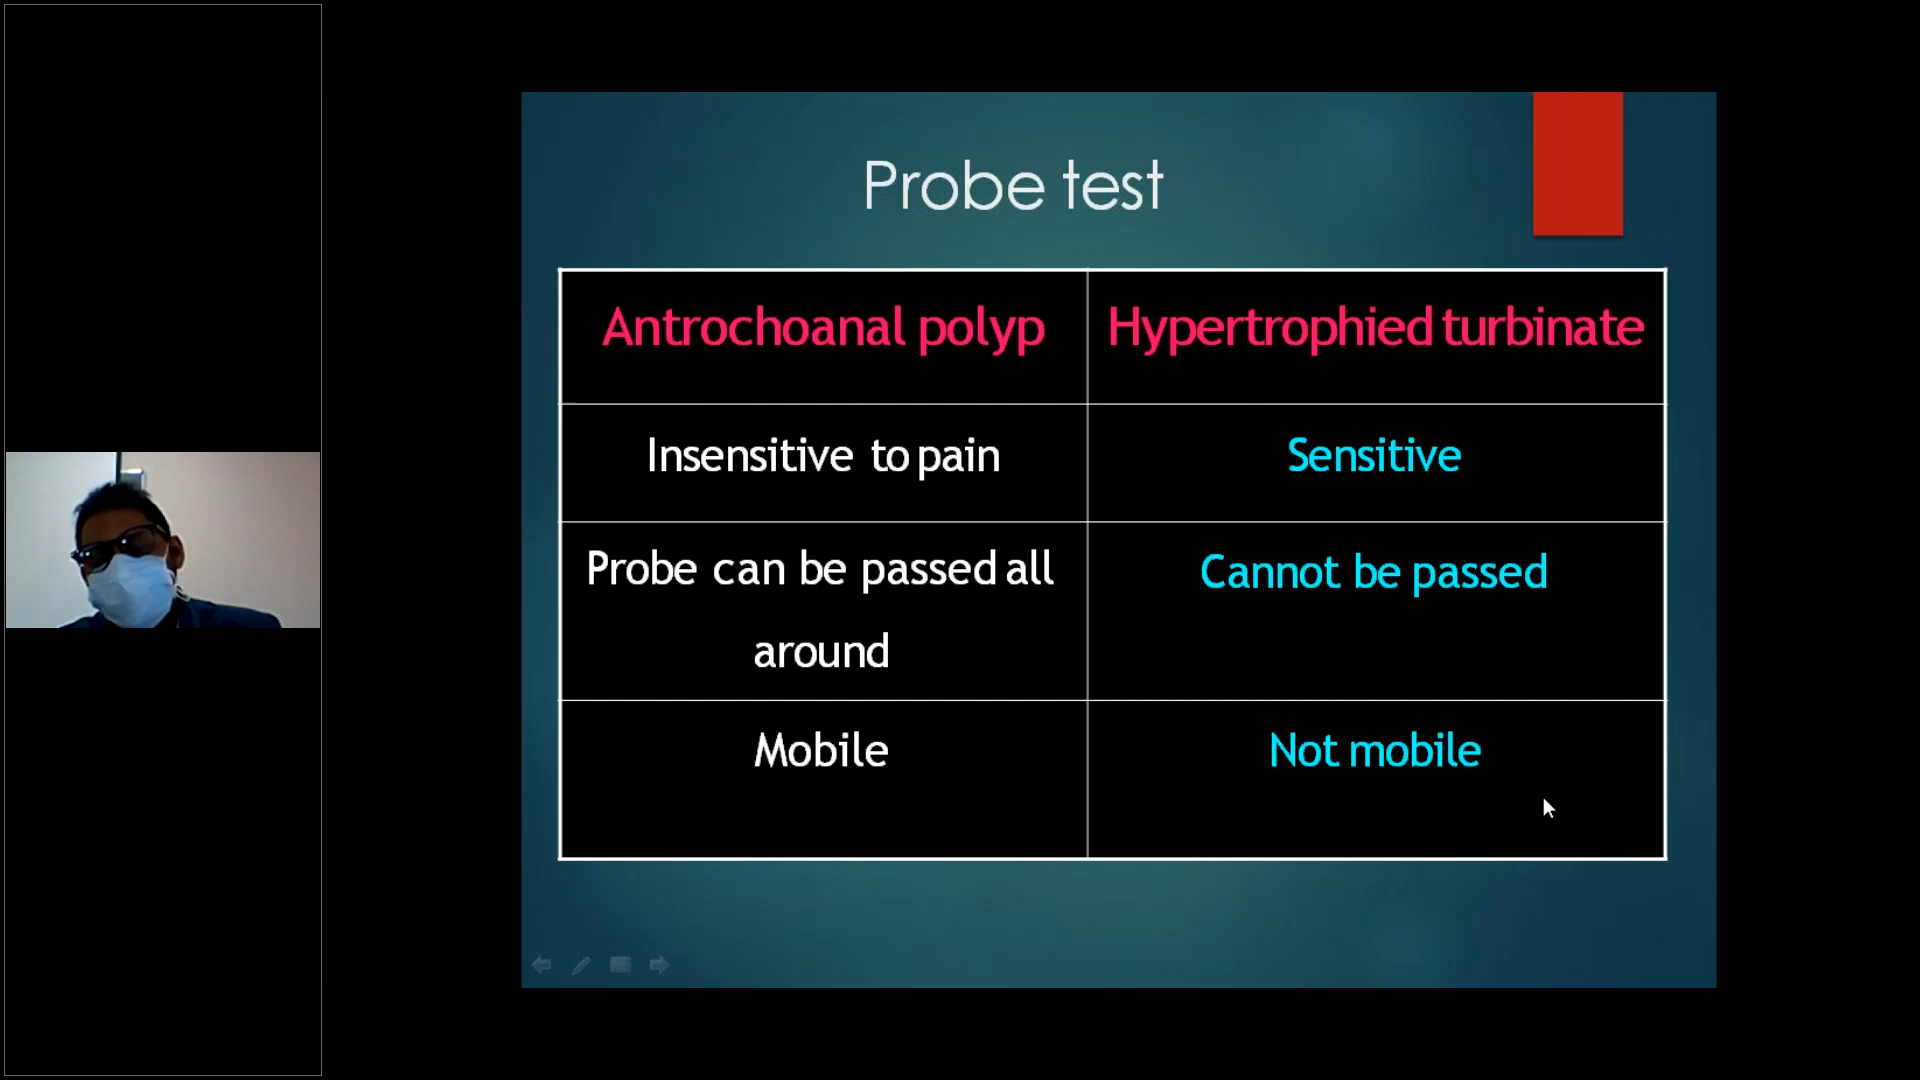 Probe test
Antrochoanal polyp
Hypertrophied turbinate
Insensitive to pain
Sensitive
Probe can be passed all
around
Cannot be passed
Mobile
Not mobile